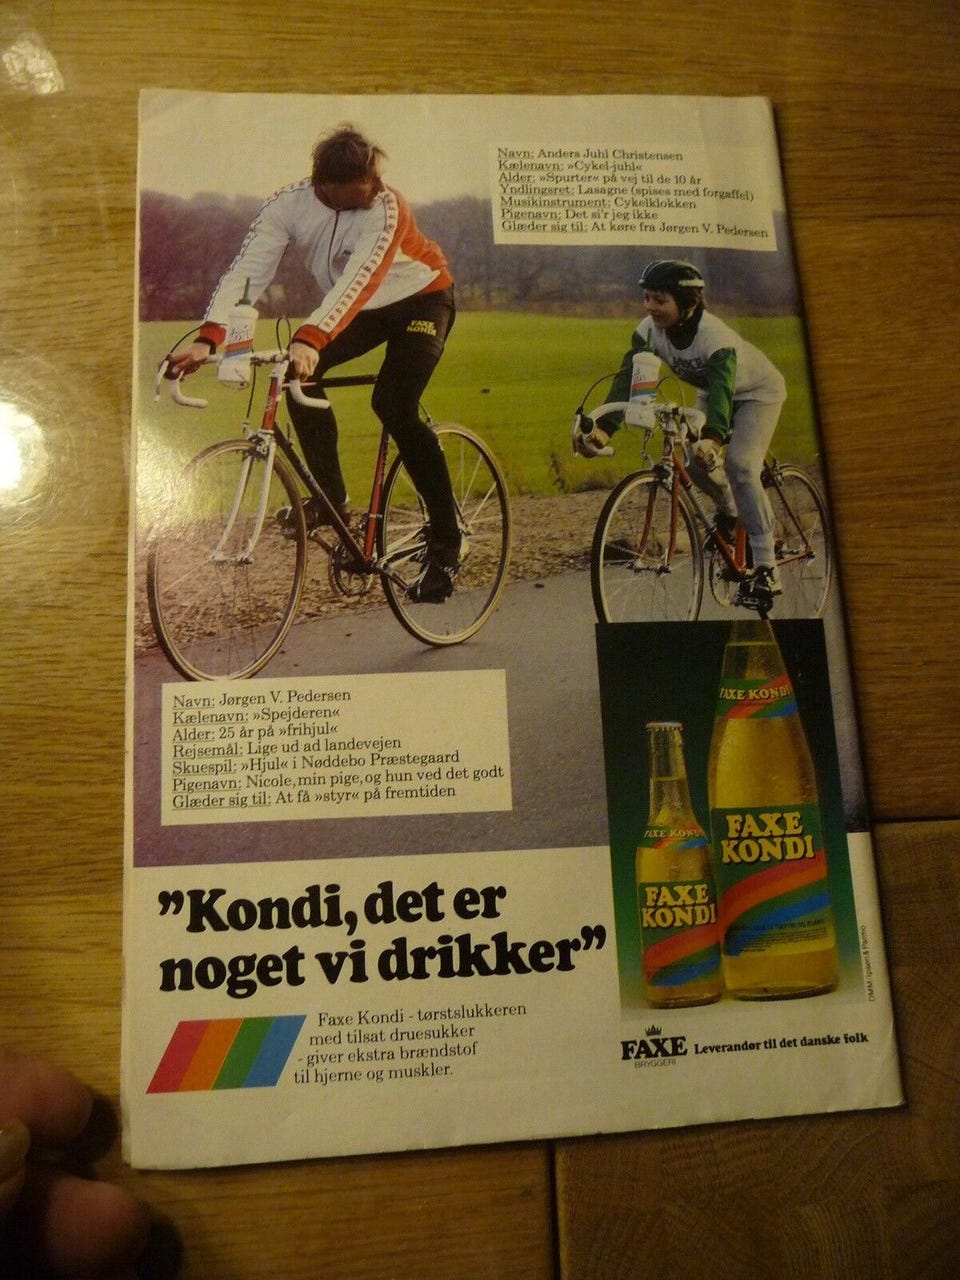 Navn: Anders Juhl Christensen
Kælenavn: »Cykel-juhl«
Alder: »Spurter« på vej til de 10 år
Yndlingsret: Lasagne (spises med forgaffel)
Musikinstrument: Cykelklokken
Pigenavn: Det si'r jeg ikke
Glæder sig til: At køre fra Jørgen V. Pedersen
FAXE
KONDI
Navn: Jørgen V. Pedersen
Kælenavn: »Spejderen«
Alder: 25 år på »frihjul«
Rejsemål: Lige ud ad landevejen
Skuespil: »Hjul« i Nøddebo Præstegaard
Pigenavn: Nicole, min pige, og hun ved det godt
Glæder sig til: At få »styr« på fremtiden
FAXE KONDI
FAXE
KONDI
FAXE KONDI
FAXE
KONDI
"Kondi, det er
noget vi drikker"
Faxe Kondi - tørstslukkeren
med tilsat druesukker
- giver ekstra brændstof
til hjerne og muskler.
FAXE
BRYGGERI
Leverandør til det danske folk